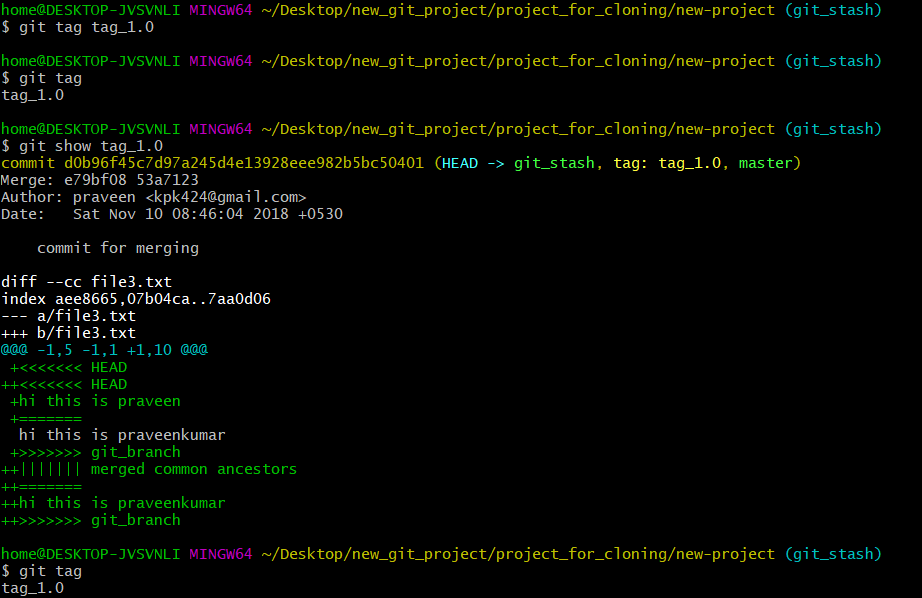 home@DESKTOP-JVSVNLI MINGW64 ~/Desktop/new_git_project/project_for_cloning/new-project (git_stash)
$ git tag tag_1.0
home@DESKTOP-JVSVNLI MINGW64 ~/Desktop/new_git_project/project_for_cloning/new-project (git_stash)
$ git tag
tag_1.0
home@DESKTOP-JVSVNLI MINGW64 ~/Desktop/new_git_project/project_for_cloning/new-project (git_stash)
$ git show tag_1.0
commit d0b96f45c7d97a245d4e13928eee982b5bc50401 (HEAD -> git_stash, tag: tag_1.0, master)
Merge: e79bf08 53a7123
Author: praveen <kpk424@gmail.com>
Date:   Sat Nov 10 08:46:04 2018 +0530
    commit for merging
diff --cc file3.txt
index aee8665,07b04ca..7aa0d06
--- a/file3.txt
+++ b/file3.txt
@@@ -1,5 -1,1 +1,10 @@@
 +<<<<<<< HEAD
++<<<<<<< HEAD
 +hi this is praveen
 +=======
  hi this is praveenkumar
 +>>>>>>> git_branch
++||||||| merged common ancestors
++=======
++hi this is praveenkumar
++>>>>>>> git_branch
home@DESKTOP-JVSVNLI MINGW64 ~/Desktop/new_git_project/project_for_cloning/new-project (git_stash)
$ git tag
tag_1.0